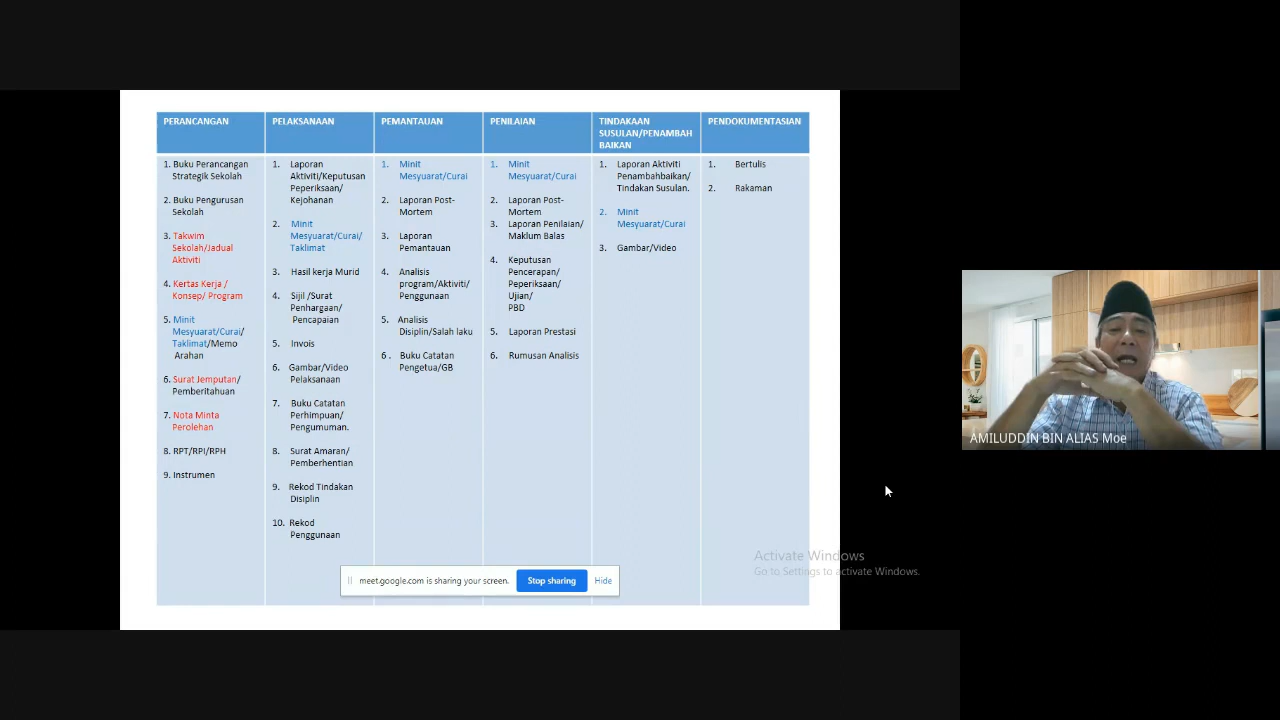 PERANCANGAN
1. Buku Perancangan
Strategik Sekolah
2. Buku Pengurusan
Sekolah
3. Takwim
Sekolah/Jadual
Aktiviti
4. Kertas Kerja /
Konsep/ Program
5. Minit
Mesyuarat/Curai/
Taklimat/Memo
Arahan
6. Surat Jemputan/
Pemberitahuan
7. Nota Minta
Perolehan
8. RPT/RPI/RPH
9. Instrumen
PELAKSANAAN
1. Laporan
Aktiviti/Keputusan
Peperiksaan/
Kejohanan
2. Minit
Mesyuarat/Curai/
Taklimat
3. Hasil kerja Murid
4. Sijil /Surat
Penhargaan/
Pencapaian
5. Invois
6. Gambar/Video
Pelaksanaan
7. Buku Catatan
Perhimpuan/
Pengumuman.
8. Surat Amaran/
Pemberhentian
9. Rekod Tindakan
Disiplin
10. Rekod
Penggunaan
PEMANTAUAN
1. Minit
Mesyuarat/Curai
2. Laporan Post-
Mortem
3. Laporan
Pemantauan
4. Analisis
program/Aktiviti/
Penggunaan
5. Analisis
Disiplin/Salah laku
6 . Buku Catatan
Pengetua/GB
PENILAIAN
1. Minit
Mesyuarat/Curai
2. Laporan Post-
Mortem
3. Laporan Penilaian/
Maklum Balas
4. Keputusan
Pencerapan/
Peperiksaan/
Ujian/
PBD
5. Laporan Prestasi
6. Rumusan Analisis
TINDAKAAN
SUSULAN/PENAMBAH
BAIKAN
1. Laporan Aktiviti
Penambahbaikan/
Tindakan Susulan.
2. Minit
Mesyuarat/Curai
3. Gambar/Video
PENDOKUMENTASIAN
1. Bertulis
2. Rakaman
AMILUDDIN BIN ALIAS Moe
Activate Windows
Go to Settings to activate Windows.
meet.google.com is sharing your screen.
Stop sharing
Hide